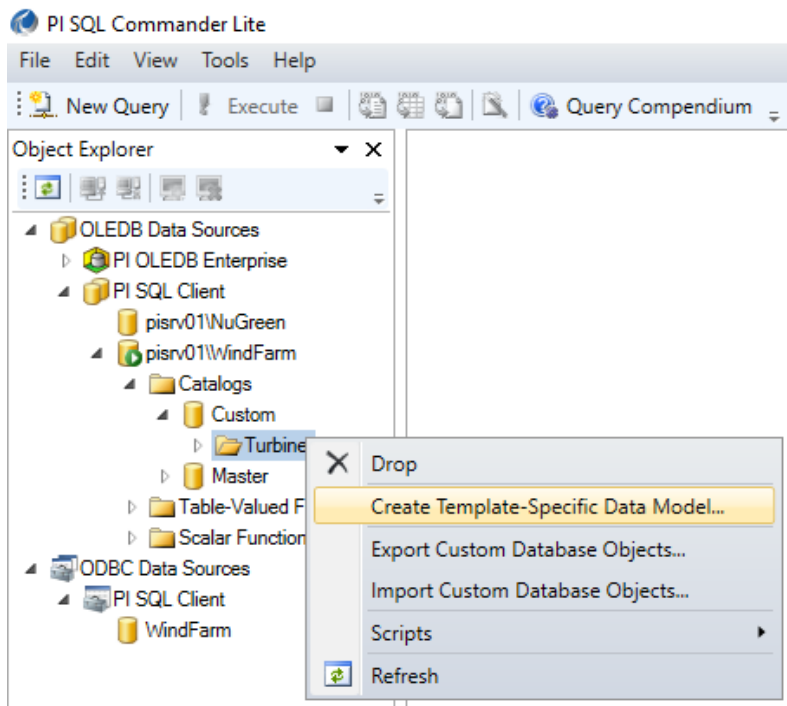 PI SQL Commander Lite
File Edit View Tools Help
New Query Execute Query Compendium
Object Explorer
OLEDB Data Sources
PI OLEDB Enterprise
PI SQL Client
pisrv01\NuGreen
pisrv01\WindFarm
Catalogs
Custom
Turbine
Master
Table-Valued F
Scalar Function
ODBC Data Sources
PI SQL Client
WindFarm
Drop
Create Template-Specific Data Model...
Export Custom Database Objects...
Import Custom Database Objects...
Scripts
Refresh